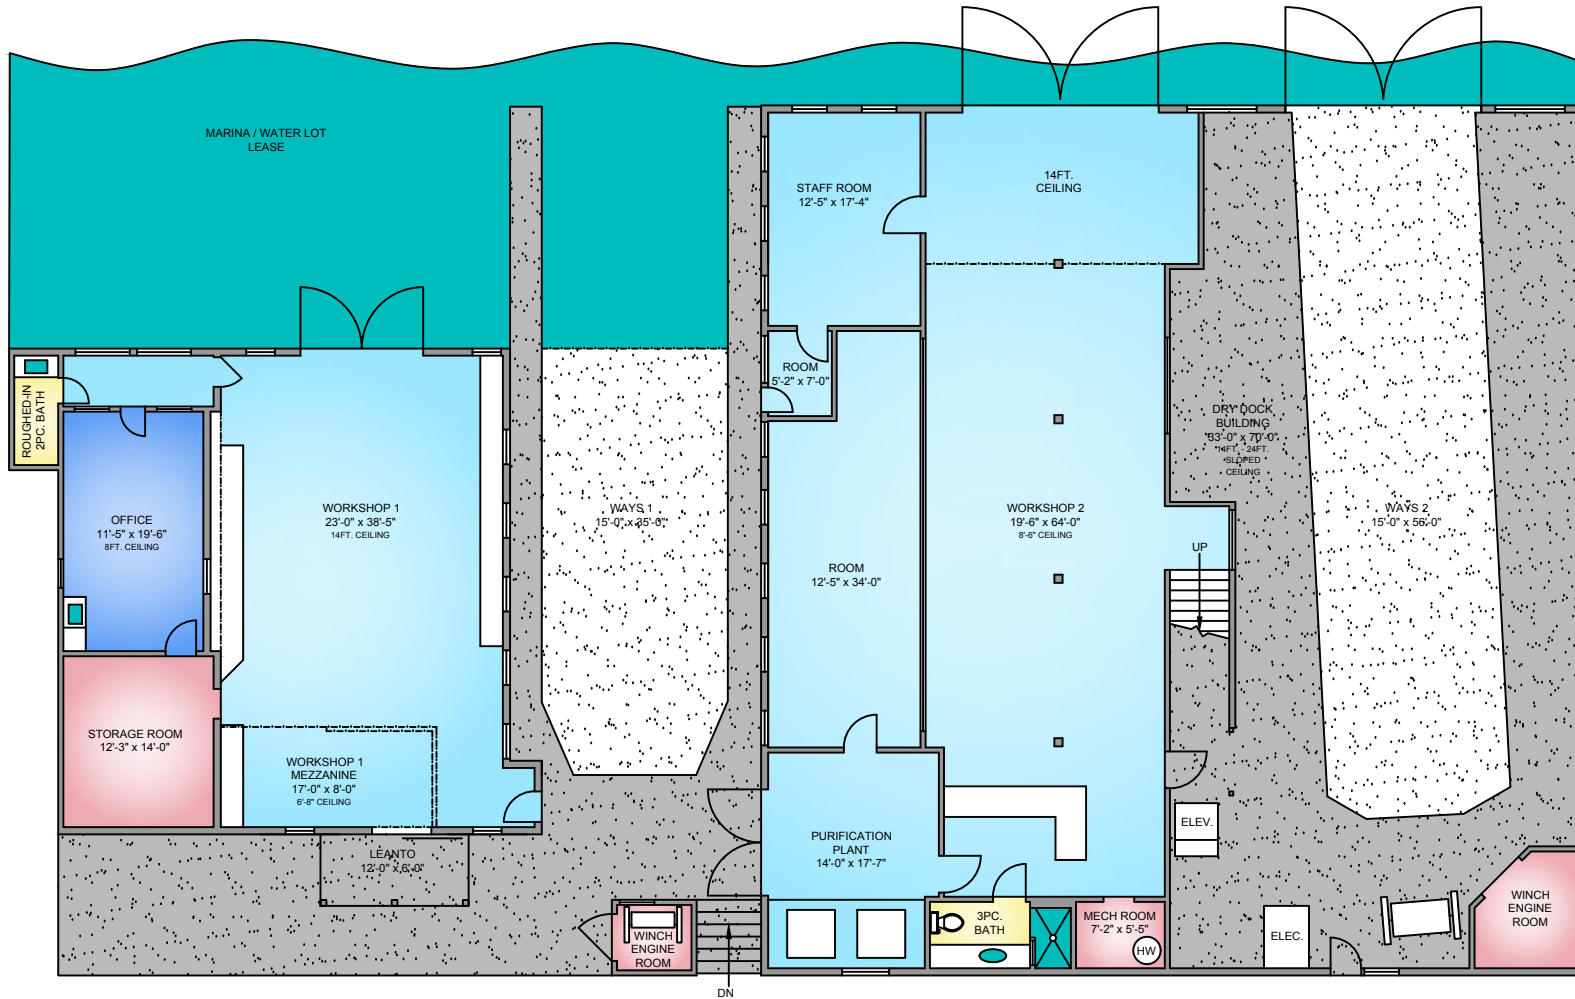 MARINA / WATER LOT
LEASE
14FT.
CEILING
STAFF ROOM
12'-5" x 17'-4"
ROOM
5'-2" x 7'-0"
ROUGHED-IN
2PC. BATH
DRY DOCK
BUILDING
33'-0" x 70'-0"
14FT. - 24FT.
SLOPED
CEILING
OFFICE
11'-5" x 19'-6"
8FT. CEILING
WORKSHOP 1
23'-0" x 38'-5"
14FT. CEILING
WAYS 1
15'-0" x 35'-0"
WORKSHOP 2
19'-6" x 64'-0"
8'-6" CEILING
WAYS 2
15'-0" x 56'-0"
UP
ROOM
12'-5" x 34'-0"
STORAGE ROOM
12'-3" x 14'-0"
WORKSHOP 1
MEZZANINE
17'-0" x 8'-0"
6'-8" CEILING
ELEV.
PURIFICATION
PLANT
14'-0" x 17'-7"
LEANTO
12'-0" x 6'-0"
WINCH
ENGINE
ROOM
3PC.
BATH
MECH ROOM
7'-2" x 5'-5"
HW
ELEC.
WINCH
ENGINE
ROOM
DN